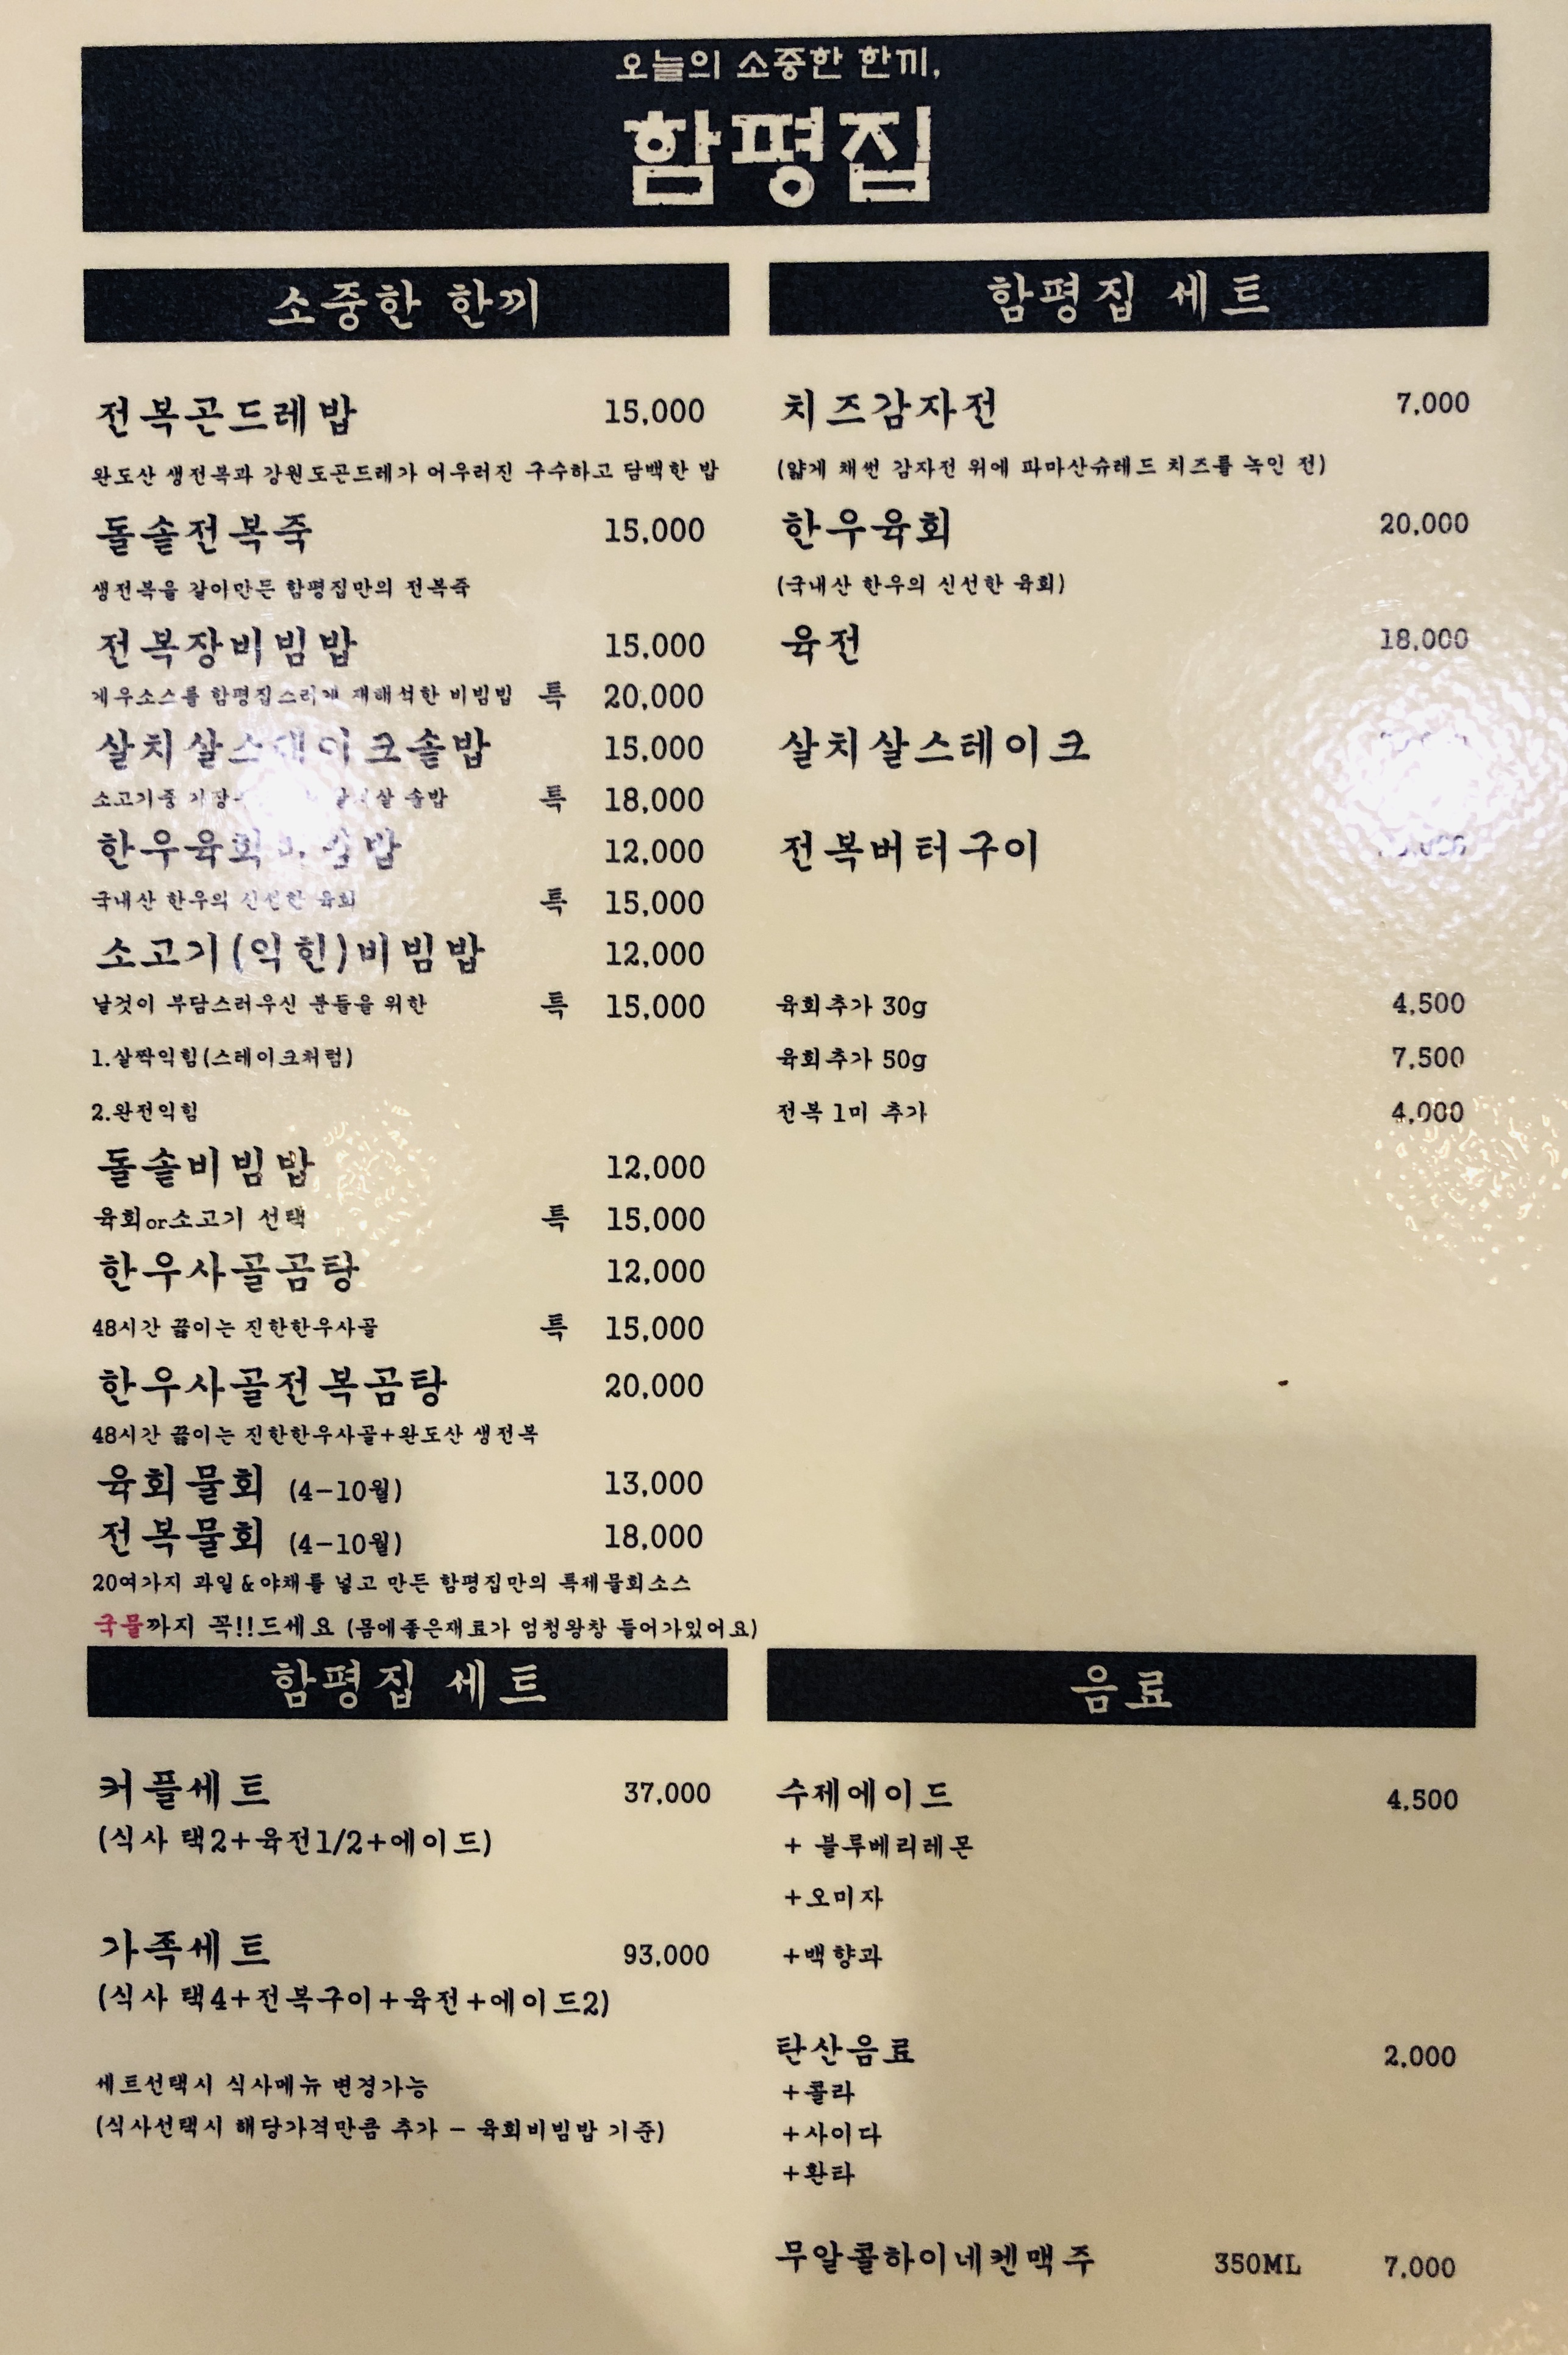 오늘의 소중한 한끼,
함평집
소중한 한끼
전복곤드레밥 15,000
완도산 생전복과 강원도곤드레가 어우러진 구수하고 담백한 밥
돌솥전복죽 15,000
생전복을 갈아만든 함평집만의 전복죽
전복장비빔밥 15,000
게우소스를 함평집스럽게 재해석한 비빔밥 특 20,000
살치살스테이크솥밥 15,000
소고기중 살 솥밥 특 18,000
한우육회비빔밥 12,000
국내산 한우의 신선한 육회 특 15,000
소고기(익힌)비빔밥 12,000
날것이 부담스러우신 분들을 위한 특 15,000
1.살짝익힘(스레이크처럼)
2.완전익힘
돌솥비빔밥 12,000
육회or소고기 선택 특 15,000
한우사골곰탕 12,000
48시간 끓이는 진한한우사골 특 15,000
한우사골전복곰탕 20,000
48시간 끓이는 진한한우사골+완도산 생전복
육회물회 (4-10월) 13,000
전복물회 (4-10월) 18,000
20여가지 과일&야채를 넣고 만든 함평집만의 특제물회소스
국물까지 꼭!!드세요 (몸에좋은재료가 엄청왕창 들어가있어요)
함평집 세트
치즈감자전 7,000
(얇게 채썬 감자전 위에 파마산슈레드 치즈를 녹인 전)
한우육회 20,000
(국내산 한우의 신선한 육회)
육전 18,000
살치살스테이크
전복버터구이
육회추가 30g 4,500
육회추가 50g 7,500
전복 1미 추가 4,000
함평집 세트
커플세트 37,000
(식사 택2+육전1/2+에이드)
가족세트 93,000
(식사 택4+전복구이+육전+에이드2)
세트선택시 식사메뉴 변경가능
(식사선택시 해당가격만큼 추가 - 육회비빔밥 기준)
음료
수제에이드 4,500
+ 블루베리레몬
+오미자
+백향과
탄산음료 2,000
+콜라
+사이다
+환타
무알콜하이네켄맥주 350ML 7,000